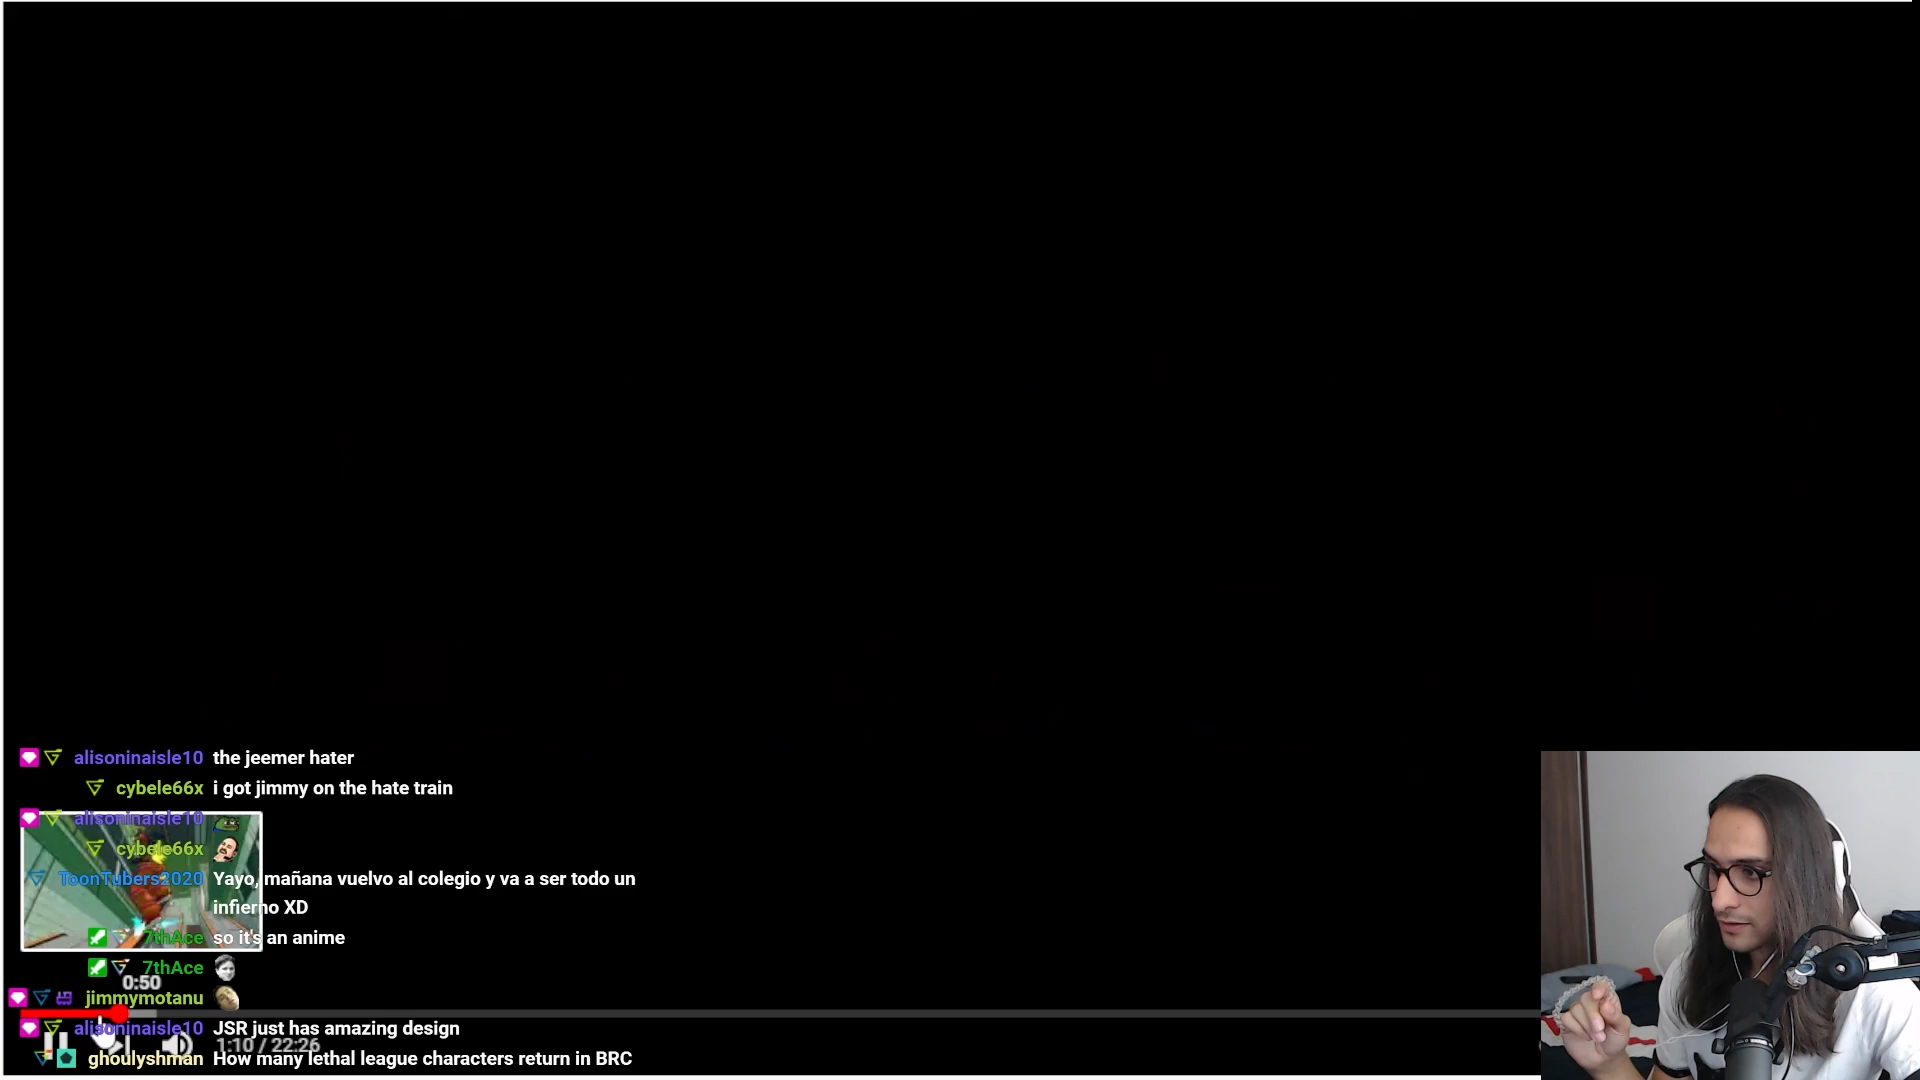 alisoninaisle10 the jeemer hater
cybele66x i got jimmy on the hate train
alisoninaisle10
cybele66x
ToonTubers2020 Yayo, mañana vuelvo al colegio y va a ser todo un
infierno XD
7thAce so it's an anime
7thAce
0:50
jimmymotanu
alisoninaisle10 JSR just has amazing design
1:10 / 22:26
ghoulyshman How many lethal league characters return in BRC